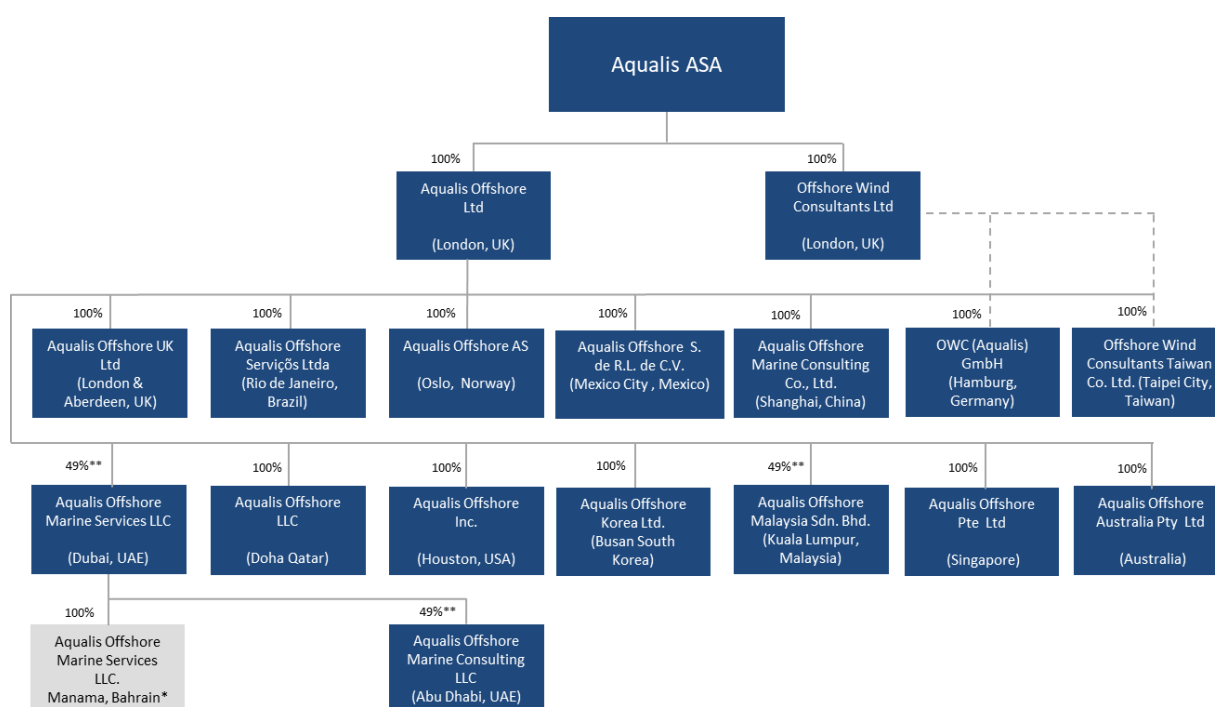 Aqualis ASA
100%
100%
Aqualis Offshore
Ltd
(London, UK)
Offshore Wind
Consultants Ltd
(London, UK)
100%
100%
100%
100%
100%
100%
100%
Aqualis Offshore UK
Ltd
(London &
Aberdeen, UK)
Aqualis Offshore
Serviçõs Ltda
(Rio de Janeiro,
Brazil)
Aqualis Offshore AS
(Oslo, Norway)
Aqualis Offshore S.
de R.L. de C.V.
(Mexico City , Mexico)
Aqualis Offshore
Marine Consulting
Co., Ltd.
(Shanghai, China)
OWC (Aqualis)
GmbH
(Hamburg,
Germany)
Offshore Wind
Consultants Taiwan
Co. Ltd. (Taipei City,
Taiwan)
49%**
100%
100%
100%
49%**
100%
100%
Aqualis Offshore
Marine Services LLC
(Dubai, UAE)
Aqualis Offshore
LLC
(Doha Qatar)
Aqualis Offshore
Inc.
(Houston, USA)
Aqualis Offshore
Korea Ltd.
(Busan South
Korea)
Aqualis Offshore
Malaysia Sdn. Bhd.
(Kuala Lumpur,
Malaysia)
Aqualis Offshore
Pte Ltd
(Singapore)
Aqualis Offshore
Australia Pty Ltd
(Australia)
100%
49%**
Aqualis Offshore
Marine Services
LLC.
Manama, Bahrain*
Aqualis Offshore
Marine Consulting
LLC
(Abu Dhabi, UAE)